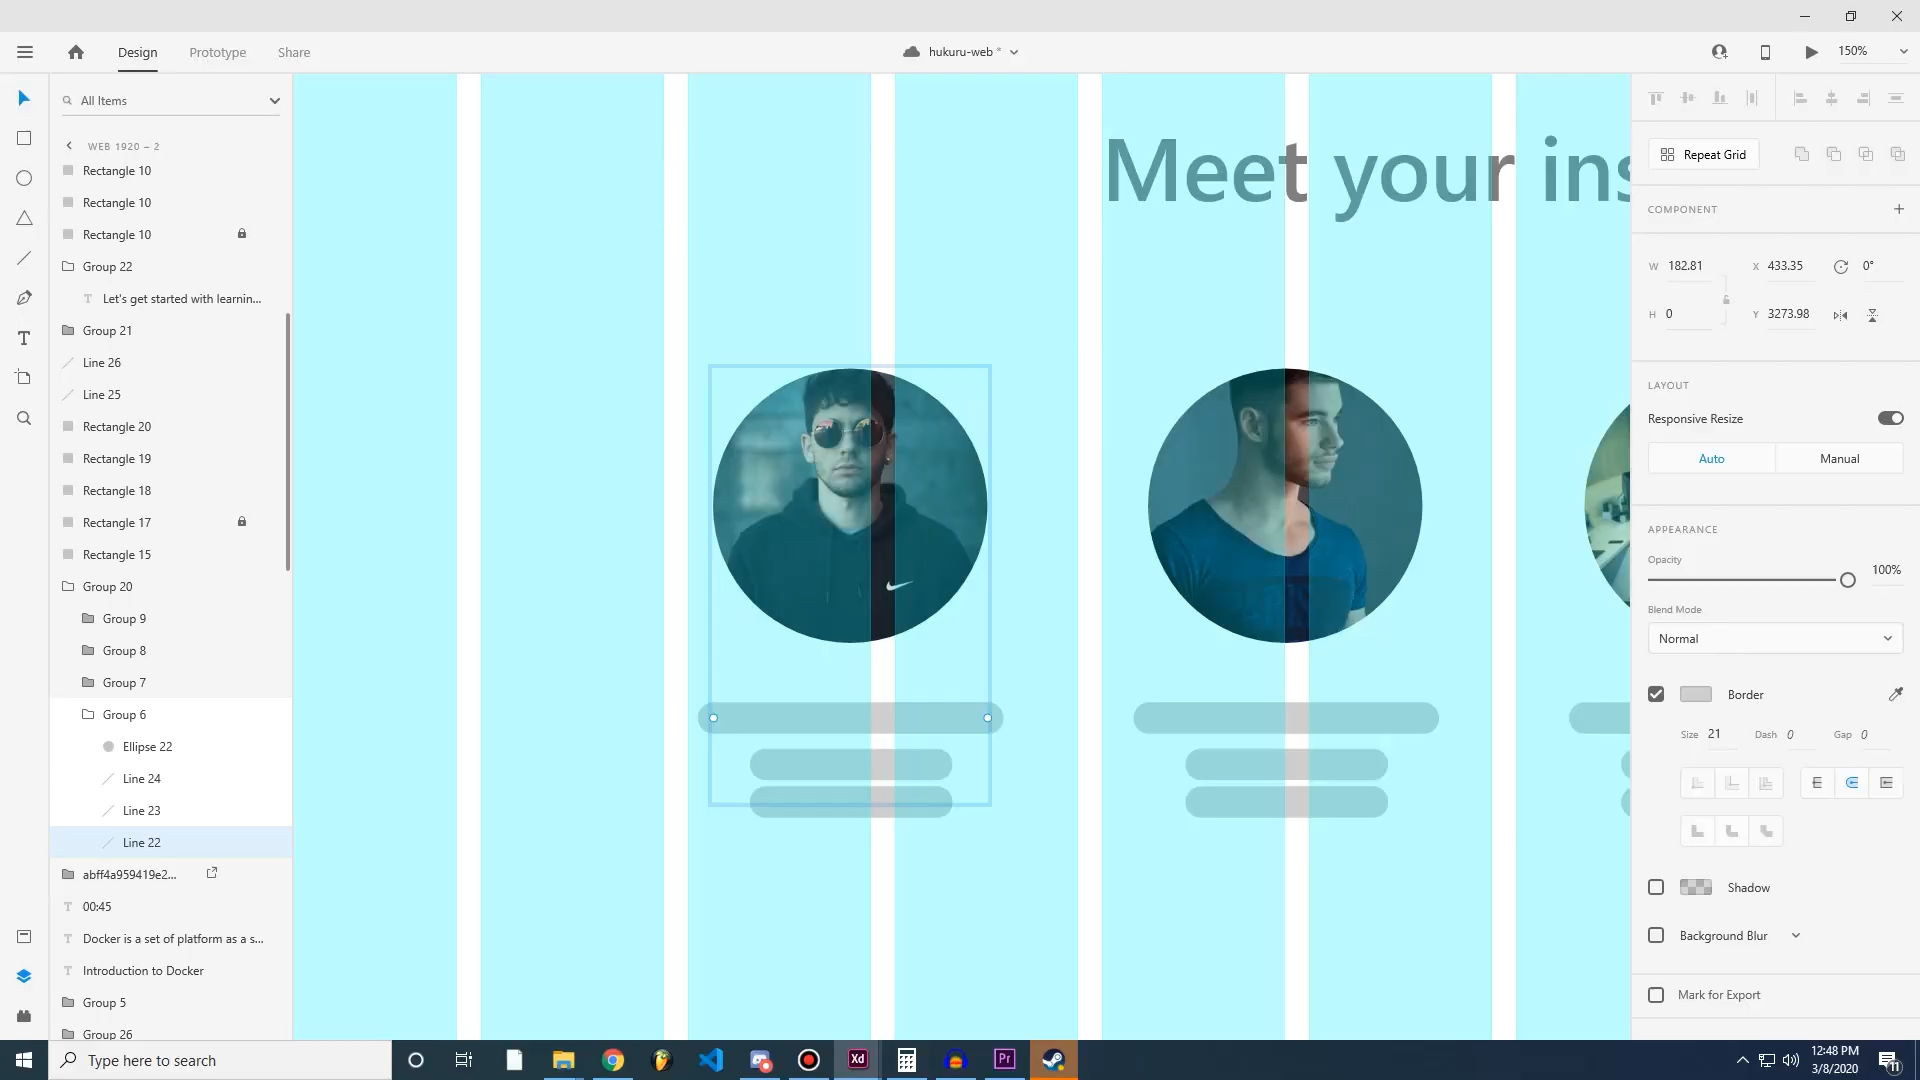 Design
Prototype
Share
hukuru-web *
150%
All Items
WEB 1920 – 2
Rectangle 10
Rectangle 10
Rectangle 10
Group 22
Let's get started with learnin...
Group 21
Line 26
Line 25
Rectangle 20
Rectangle 19
Rectangle 18
Rectangle 17
Rectangle 15
Group 20
Group 9
Group 8
Group 7
Group 6
Ellipse 22
Line 24
Line 23
Line 22
abff4a959419e2...
00:45
Docker is a set of platform as a s...
Introduction to Docker
Group 5
Group 26
Meet your ins
Repeat Grid
COMPONENT
W 182.81 X 433.35 0°
H 0 Y 3273.98
LAYOUT
Responsive Resize
Auto Manual
APPEARANCE
Opacity
100%
Blend Mode
Normal
Border
Size 21 Dash 0 Gap 0
Shadow
Background Blur
Mark for Export
Type here to search
Xd
Pr
12:48 PM
3/8/2020
11